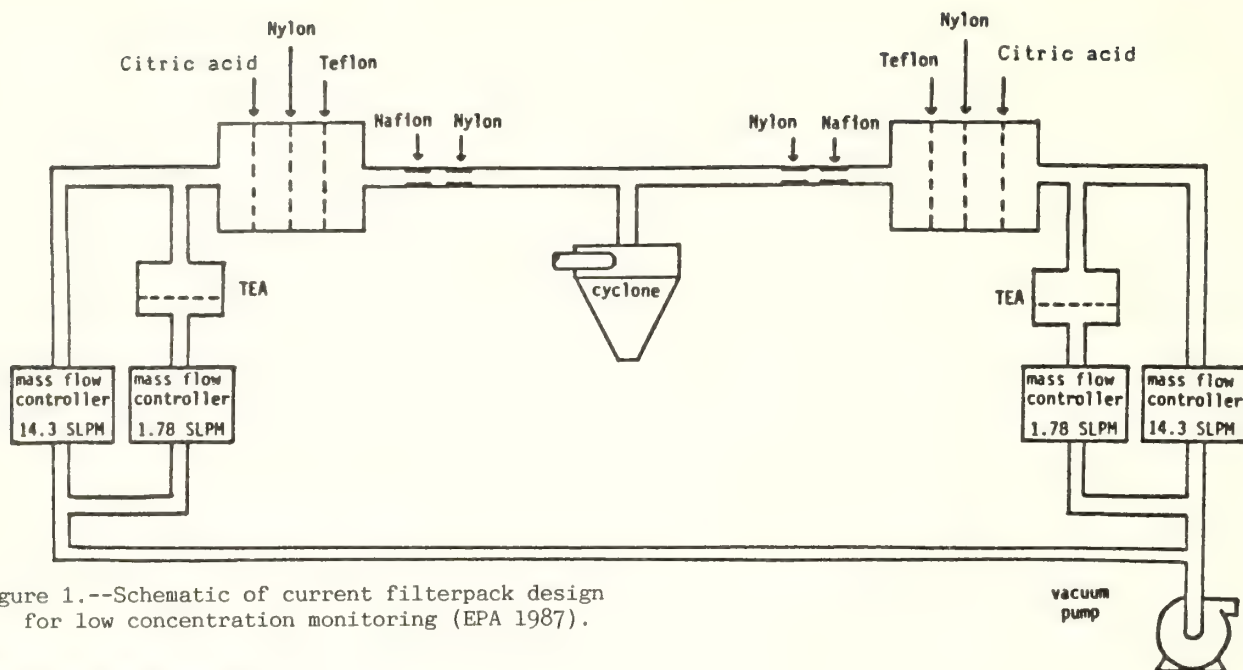 Nylon
Citric acid
Teflon
Nafion Nylon
Nylon
Teflon
Citric acid
Nylon Nafion
TEA
cyclone
TEA
mass flow
controller
14.3 SLPM
mass flow
controller
1.78 SLPM
mass flow
controller
1.78 SLPM
mass flow
controller
14.3 SLPM
gure 1.--Schematic of current filterpack design
for low concentration monitoring (EPA 1987).
vacuum
pump